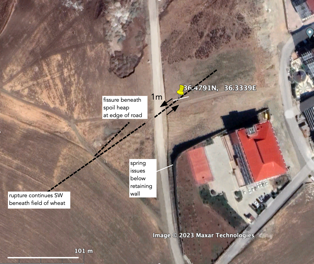 36.4791N, 36.3339E
1m
fissure beneath
spoil heap
at edge of road
spring
issues
below
retaining
wall
rupture continues SW
beneath field of wheat
Image © 2023 Maxar Technologies
101 m